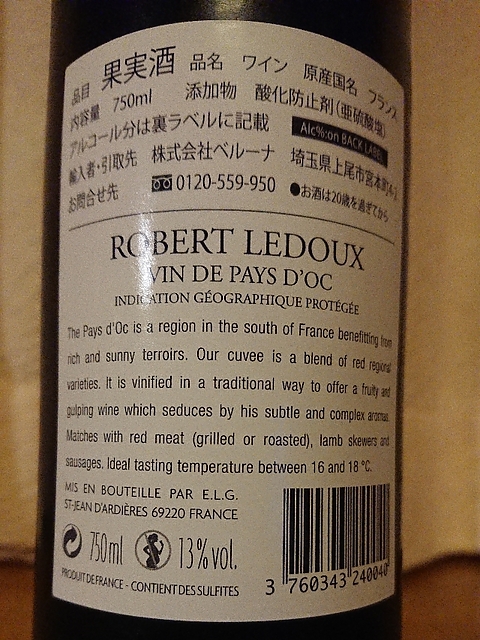 品目 果実酒 品名 ワイン 原産国名 フランス
内容量 750ml 添加物 酸化防止剤(亜硫酸塩)
アルコール分は裏ラベルに記載 Alc%:on BACK LABEL
輸入者・引取先 株式会社ベルーナ 埼玉県上尾市宮本町4-2
お問合せ先 0120-559-950 ●お酒は20歳を過ぎてから
ROBERT LEDOUX
VIN DE PAYS D'OC
INDICATION GÉOGRAPHIQUE PROTÉGÉE
The Pays d'Oc is a region in the south of France benefitting from
rich and sunny terroirs. Our cuvee is a blend of red regional
varieties. It is vinified in a traditional way to offer a fruity and
gulping wine which seduces by his subtle and complex aromas.
Matches with red meat (grilled or roasted), lamb skewers and
sausages. Ideal tasting temperature between 16 and 18 °C.
MIS EN BOUTEILLE PAR E.L.G.
ST-JEAN D'ARDIÈRES 69220 FRANCE
750ml 13% vol.
PRODUIT DE FRANCE - CONTIENT DES SULFITES
3 760343 240040